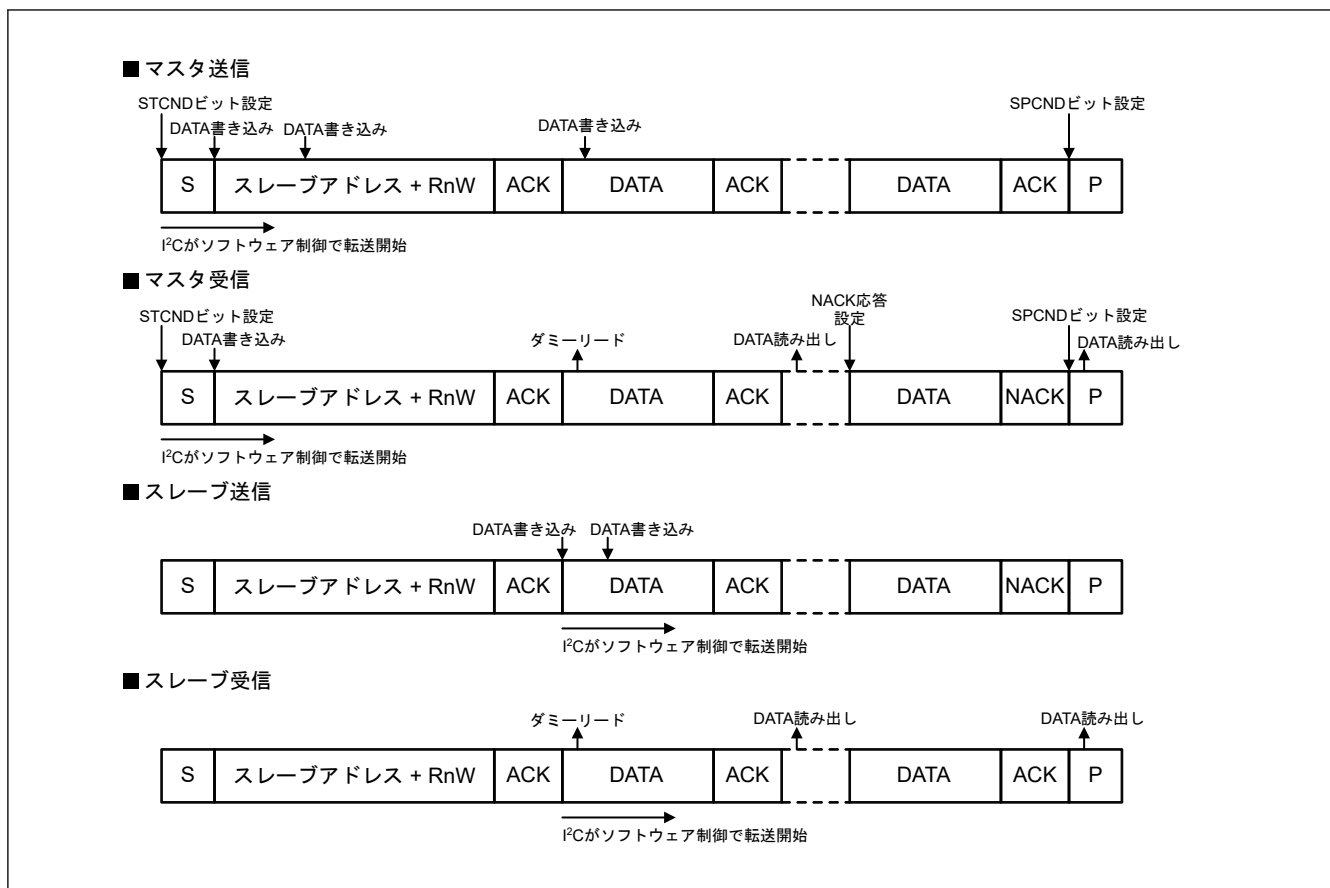 ■ マスタ送信
STCNDビット設定
SPCNDビット設定
DATA書き込み DATA書き込み DATA書き込み
S スレーブアドレス + RnW ACK DATA ACK DATA ACK P
I²Cがソフトウェア制御で転送開始
■ マスタ受信
NACK応答
設定
STCNDビット設定 SPCNDビット設定
DATA書き込み ダミーリード DATA読み出し DATA読み出し
S スレーブアドレス + RnW ACK DATA ACK DATA NACK P
I²Cがソフトウェア制御で転送開始
■ スレーブ送信
DATA書き込み DATA書き込み
S スレーブアドレス + RnW ACK DATA ACK DATA NACK P
I²Cがソフトウェア制御で転送開始
■ スレーブ受信
ダミーリード DATA読み出し DATA読み出し
S スレーブアドレス + RnW ACK DATA ACK DATA ACK P
I²Cがソフトウェア制御で転送開始